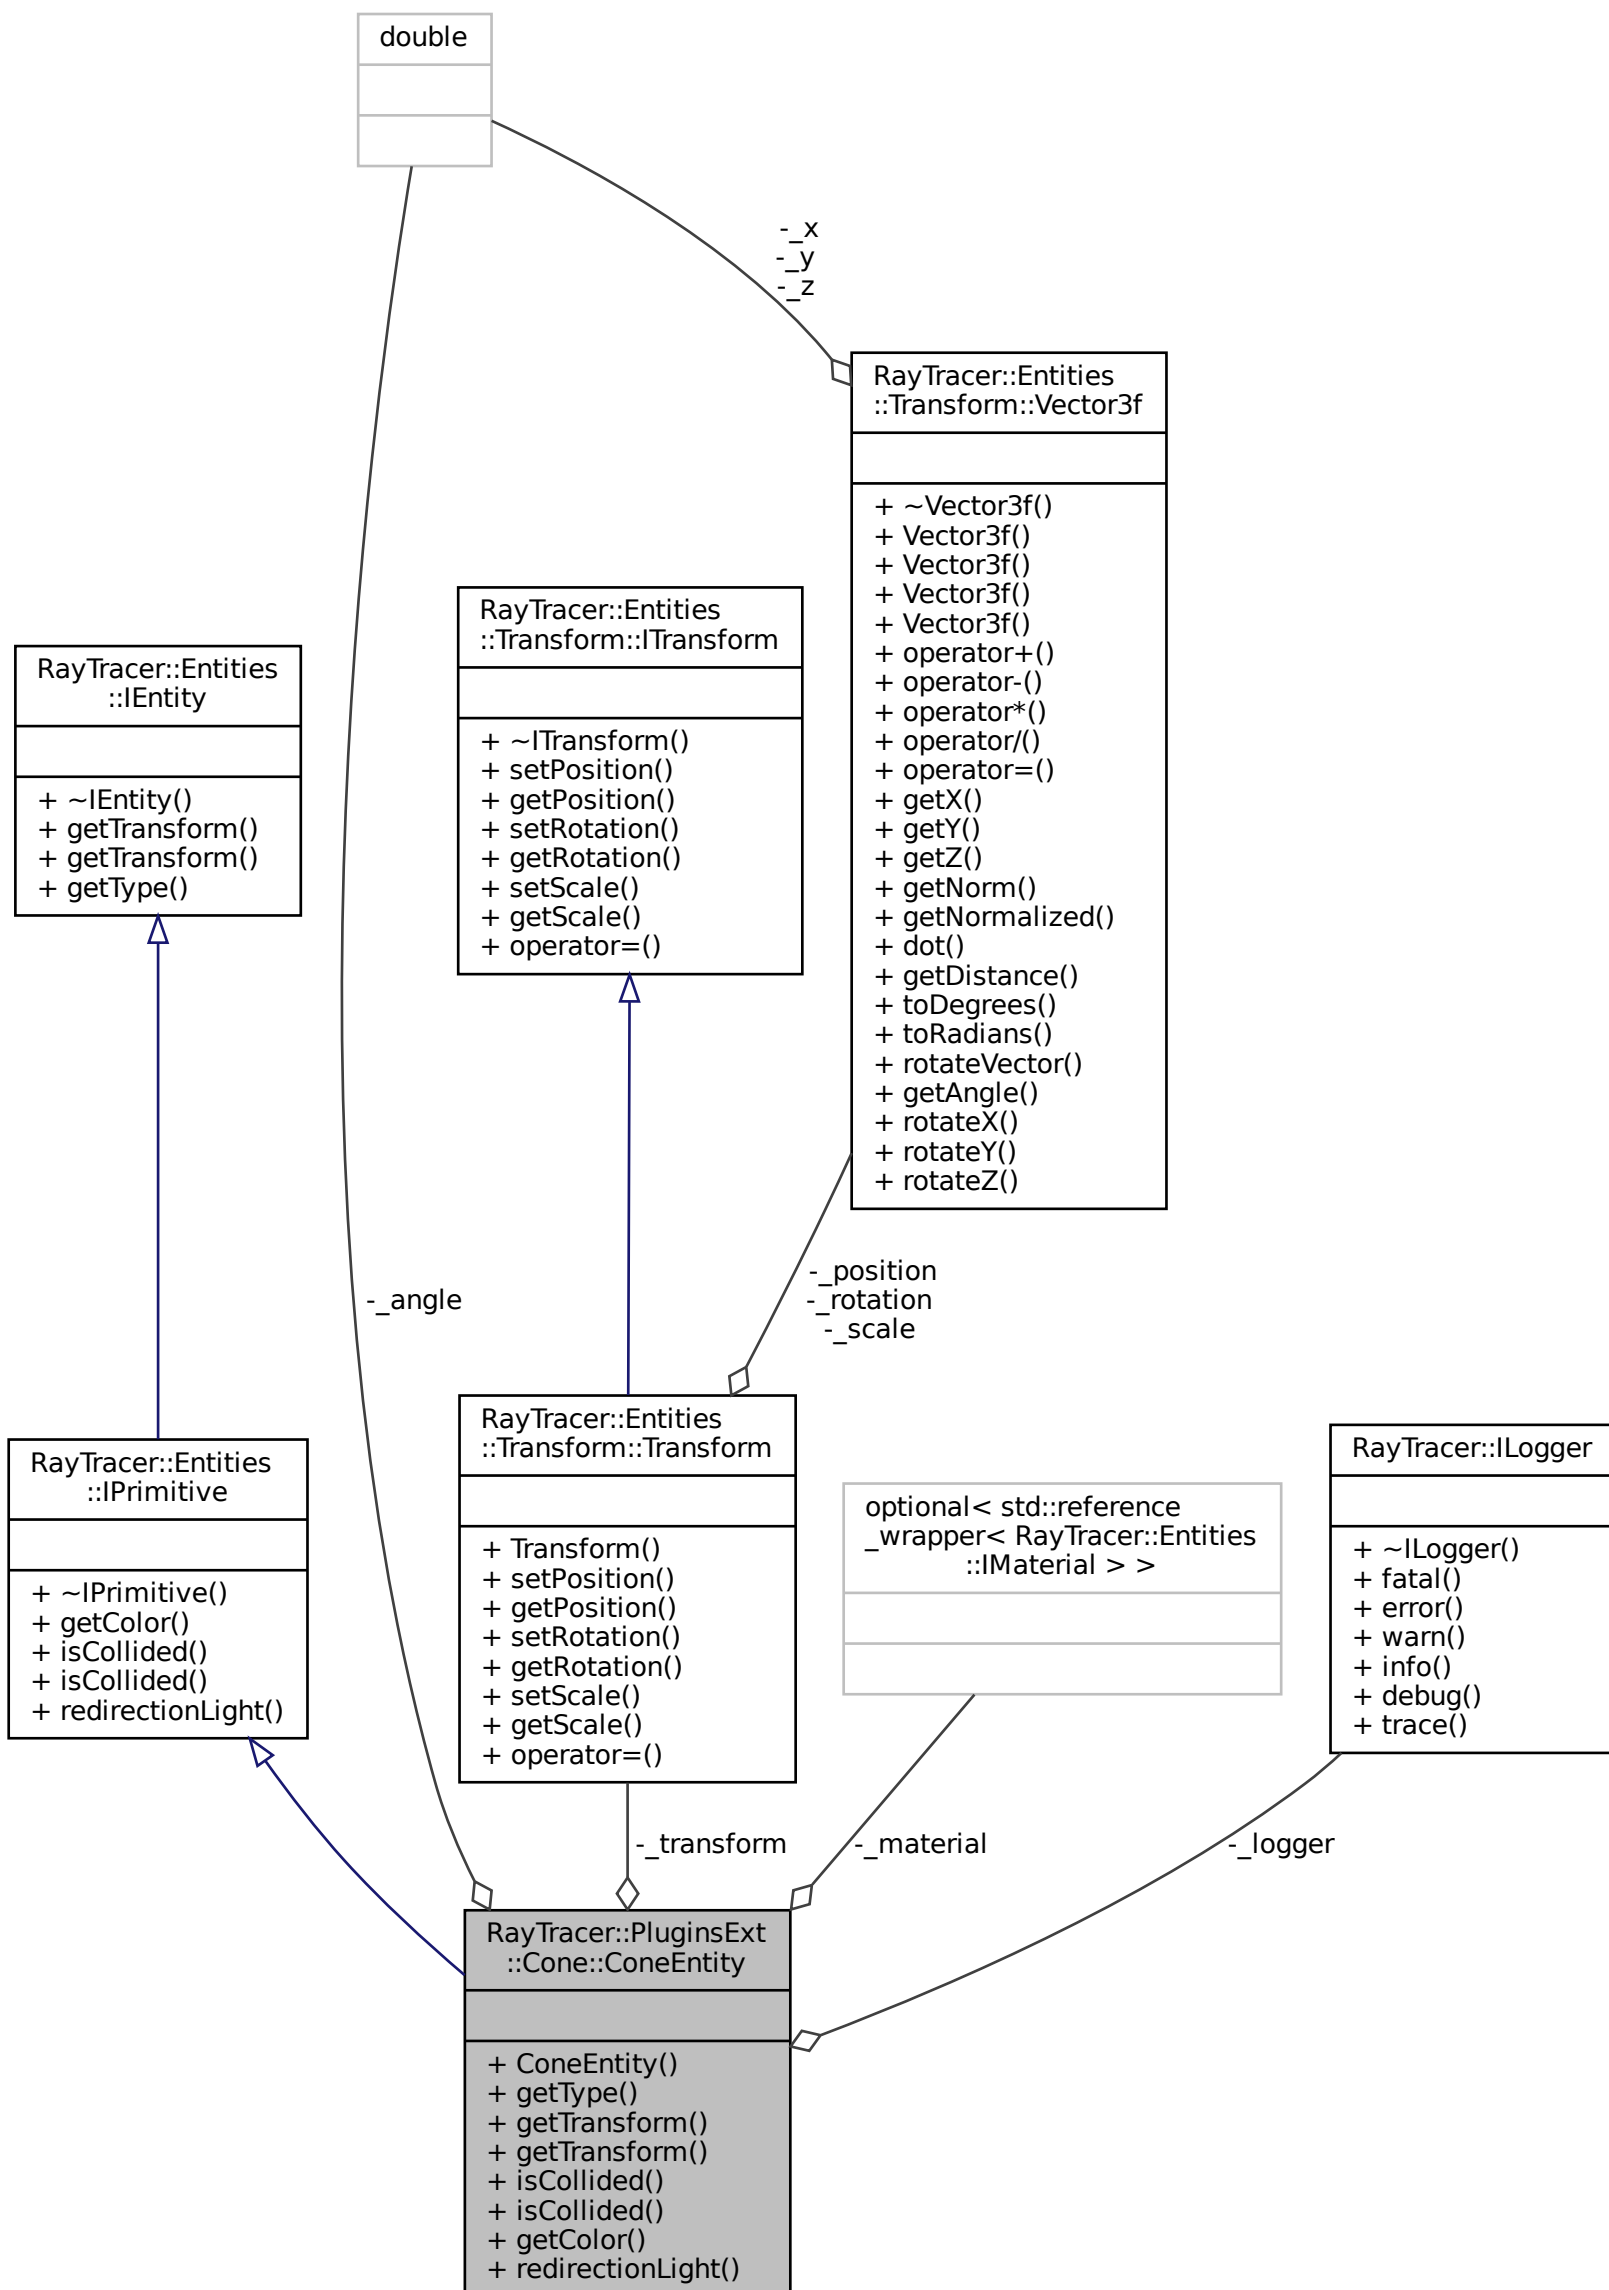 double
-_x
-_y
-_z
RayTracer::Entities
::Transform::Vector3f
+ ~Vector3f()
+ Vector3f()
+ Vector3f()
+ Vector3f()
+ Vector3f()
+ operator+()
+ operator-()
+ operator*()
+ operator/()
+ operator=()
+ getX()
+ getY()
+ getZ()
+ getNorm()
+ getNormalized()
+ dot()
+ getDistance()
+ toDegrees()
+ toRadians()
+ rotateVector()
+ getAngle()
+ rotateX()
+ rotateY()
+ rotateZ()
RayTracer::Entities
::Transform::ITransform
+ ~ITransform()
+ setPosition()
+ getPosition()
+ setRotation()
+ getRotation()
+ setScale()
+ getScale()
+ operator=()
RayTracer::Entities
::IEntity
+ ~IEntity()
+ getTransform()
+ getTransform()
+ getType()
-_angle
-_position
-_rotation
-_scale
RayTracer::Entities
::IPrimitive
+ ~IPrimitive()
+ getColor()
+ isCollided()
+ isCollided()
+ redirectionLight()
RayTracer::Entities
::Transform::Transform
+ Transform()
+ setPosition()
+ getPosition()
+ setRotation()
+ getRotation()
+ setScale()
+ getScale()
+ operator=()
optional< std::reference
_wrapper< RayTracer::Entities
::IMaterial > >
RayTracer::ILogger
+ ~ILogger()
+ fatal()
+ error()
+ warn()
+ info()
+ debug()
+ trace()
-_transform
-_material
-_logger
RayTracer::PluginsExt
::Cone::ConeEntity
+ ConeEntity()
+ getType()
+ getTransform()
+ getTransform()
+ isCollided()
+ isCollided()
+ getColor()
+ redirectionLight()